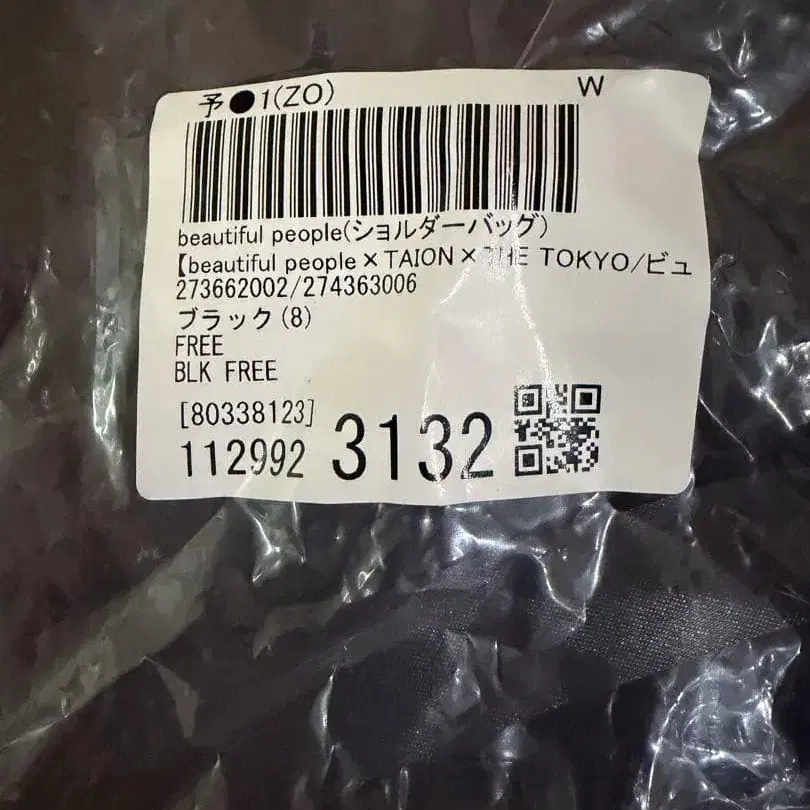 予●1(ZO) W
beautiful people(ショルダーバッグ)
【beautiful people×TAION×THE TOKYO/ビュ
273662002/274363006
ブラック(8)
FREE
BLK FREE
[80338123]
112992 3132